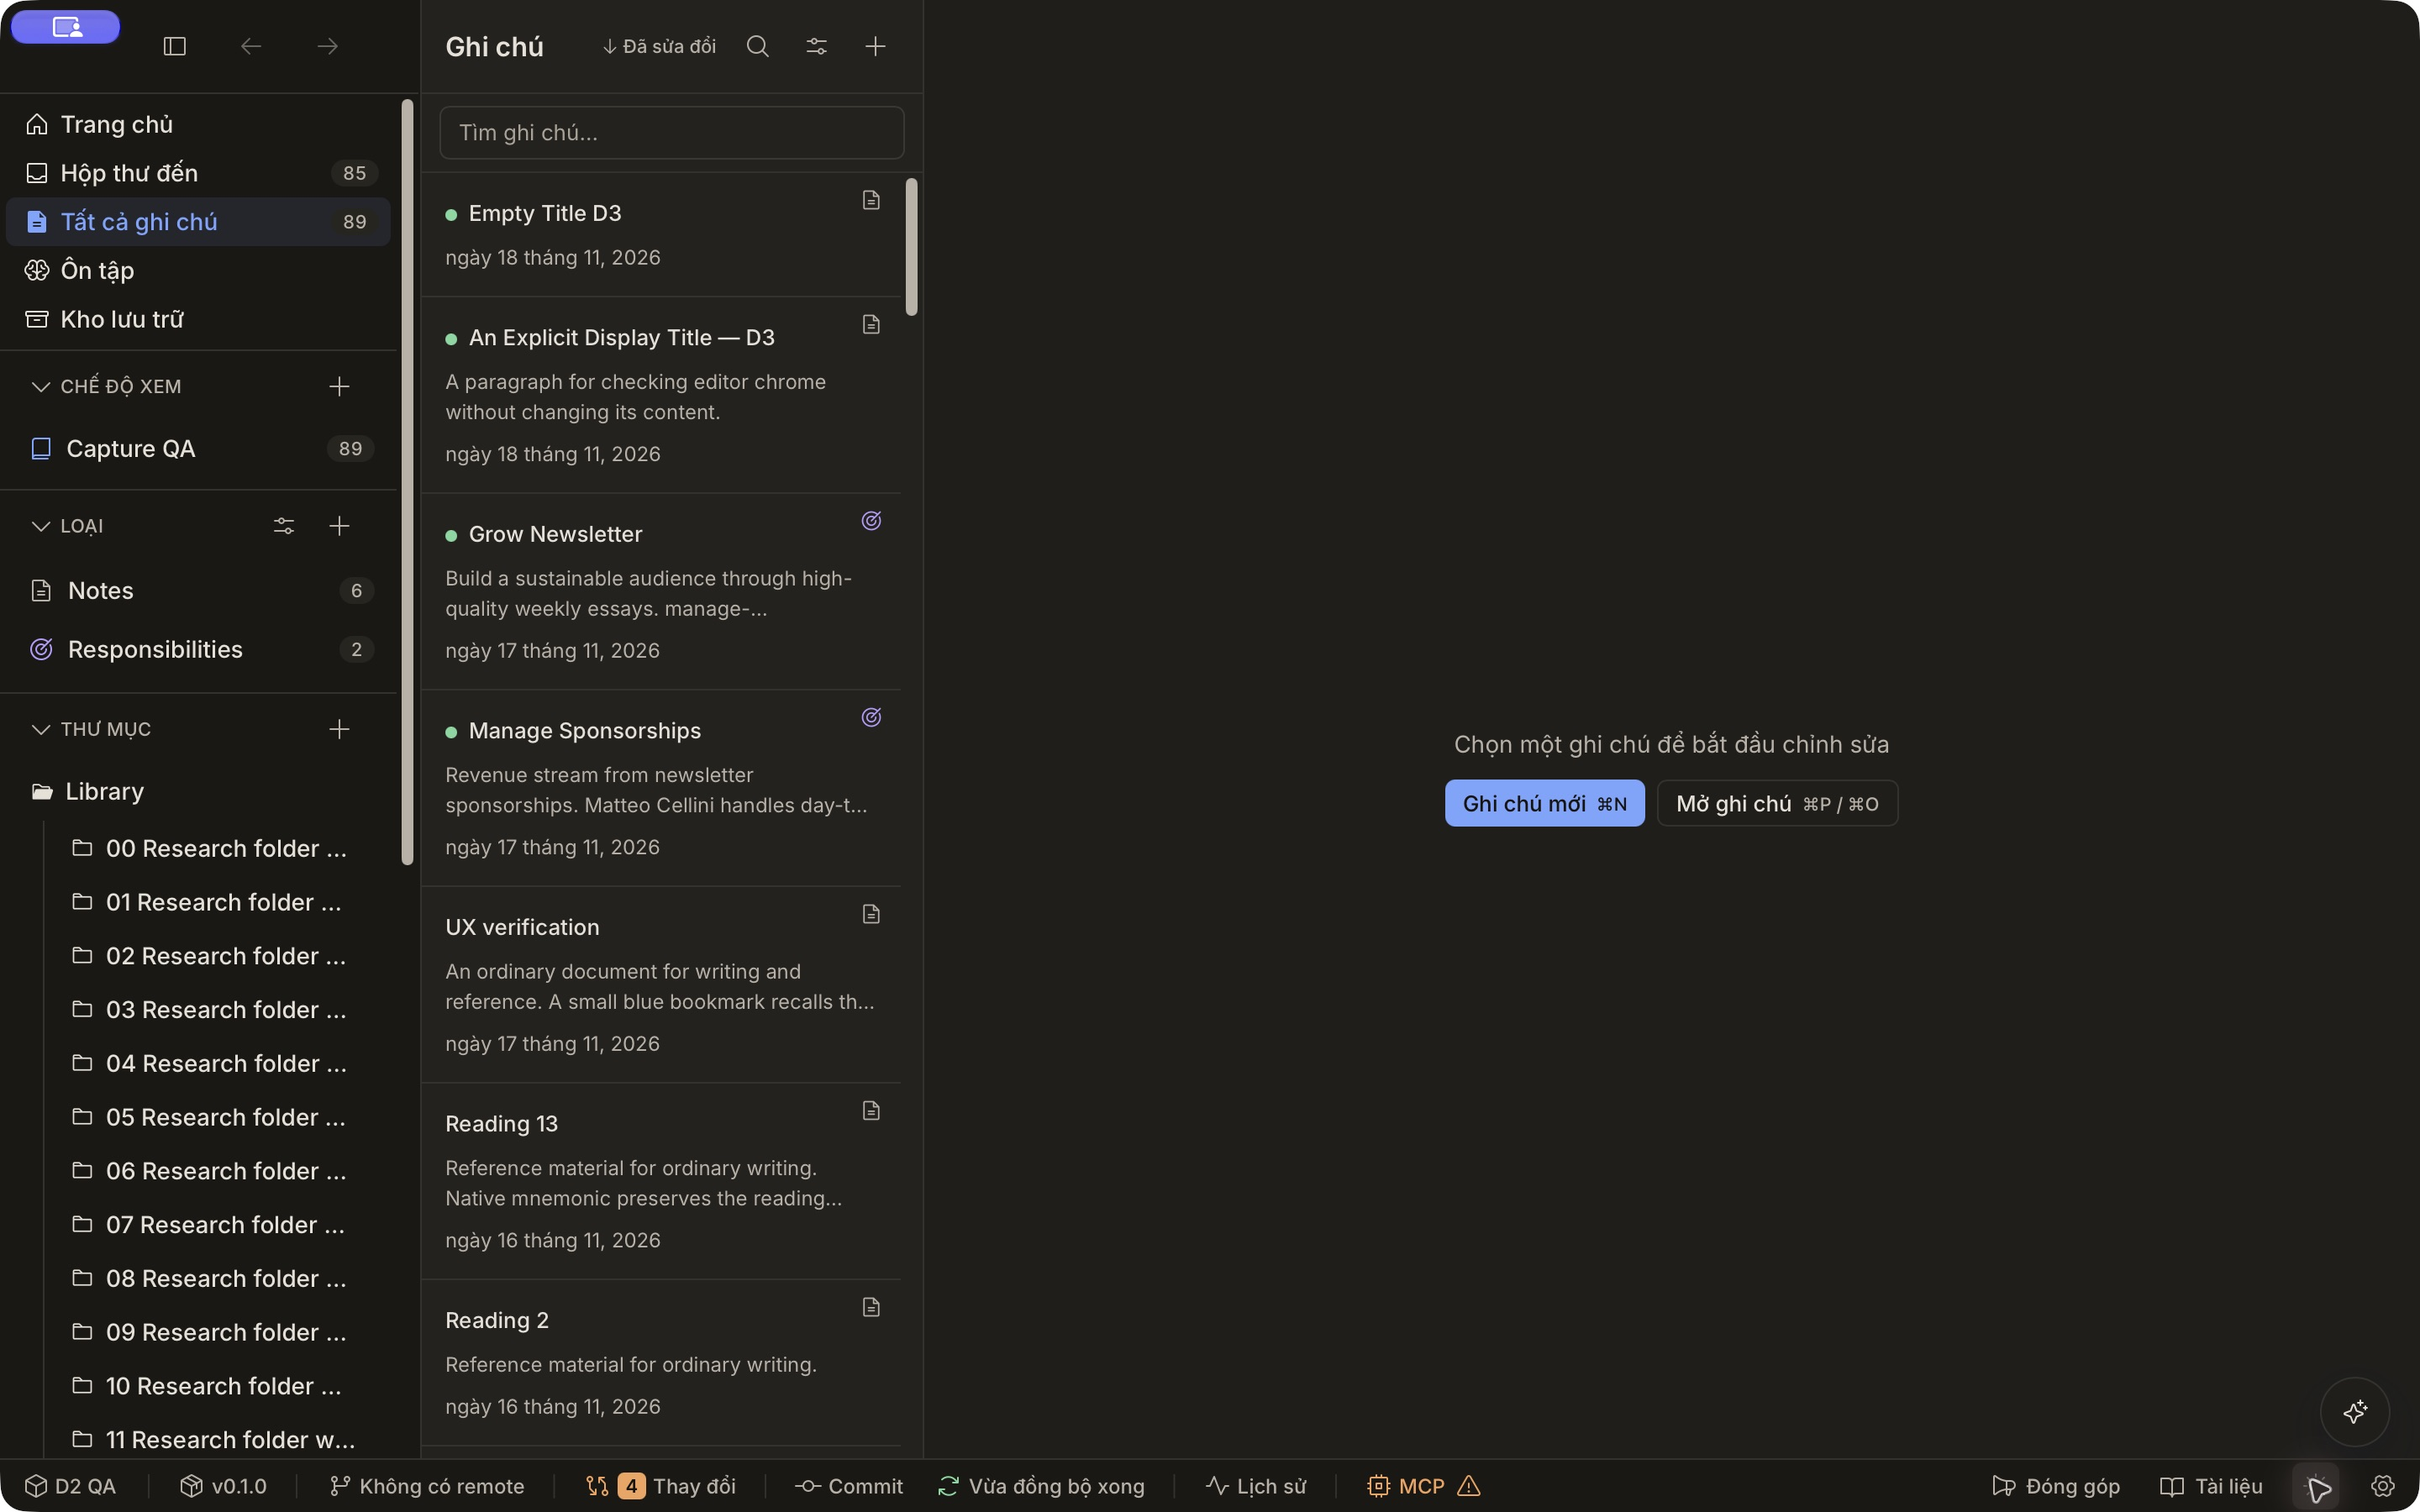 Trang chủ
Hộp thư đến 85
Tất cả ghi chú 89
Ôn tập
Kho lưu trữ
CHẾ ĐỘ XEM
Capture QA 89
LOẠI
Notes 6
Responsibilities 2
THƯ MỤC
Library
00 Research folder ...
01 Research folder ...
02 Research folder ...
03 Research folder ...
04 Research folder ...
05 Research folder ...
06 Research folder ...
07 Research folder ...
08 Research folder ...
09 Research folder ...
10 Research folder ...
11 Research folder w...
Ghi chú ↓ Đã sửa đổi
Tìm ghi chú...
Empty Title D3
ngày 18 tháng 11, 2026
An Explicit Display Title — D3
A paragraph for checking editor chrome
without changing its content.
ngày 18 tháng 11, 2026
Grow Newsletter
Build a sustainable audience through high-
quality weekly essays. manage-...
ngày 17 tháng 11, 2026
Manage Sponsorships
Revenue stream from newsletter
sponsorships. Matteo Cellini handles day-t...
ngày 17 tháng 11, 2026
UX verification
An ordinary document for writing and
reference. A small blue bookmark recalls th...
ngày 17 tháng 11, 2026
Reading 13
Reference material for ordinary writing.
Native mnemonic preserves the reading...
ngày 16 tháng 11, 2026
Reading 2
Reference material for ordinary writing.
ngày 16 tháng 11, 2026
Chọn một ghi chú để bắt đầu chỉnh sửa
Ghi chú mới ⌘N Mở ghi chú ⌘P / ⌘O
D2 QA v0.1.0 Không có remote 4 Thay đổi Commit Vừa đồng bộ xong Lịch sử MCP Đóng góp Tài liệu